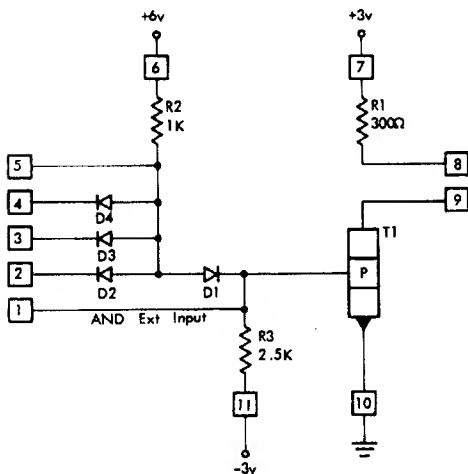 +6v
+3v
6
7
R2
1K
R1
300Ω
5
8
4
D4
9
T1
3
D3
P
2
D2
D1
1
AND Ext Input
R3
2.5K
11
10
-3v